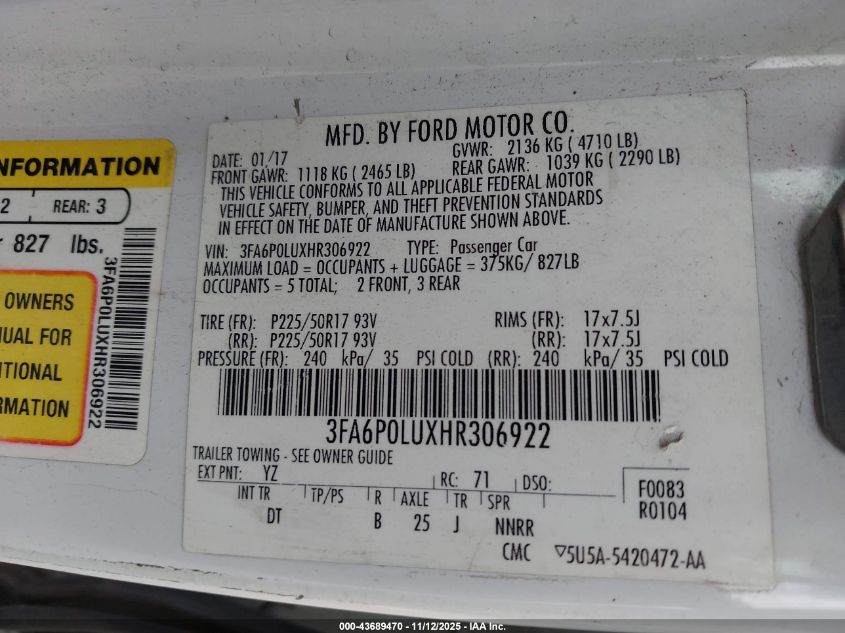 INFORMATION
2 REAR: 3
827 lbs.
OWNERS
FOR
3FA6P0LUXHR306922
MFD. BY FORD MOTOR CO.
DATE: 01/17 GVWR: 2136 KG ( 4710 LB)
FRONT GAWR: 1118 KG ( 2465 LB) REAR GAWR: 1039 KG ( 2290 LB)
THIS VEHICLE CONFORMS TO ALL APPLICABLE FEDERAL MOTOR
VEHICLE SAFETY, BUMPER, AND THEFT PREVENTION STANDARDS
IN EFFECT ON THE DATE OF MANUFACTURE SHOWN ABOVE.
VIN: 3FA6P0LUXHR306922 TYPE: Passenger Car
MAXIMUM LOAD = OCCUPANTS + LUGGAGE = 375KG/ 827LB
OCCUPANTS = 5 TOTAL; 2 FRONT, 3 REAR
TIRE (FR): P225/50R17 93V RIMS (FR): 17x7.5J
(RR): P225/50R17 93V (RR): 17x7.5J
PRESSURE (FR): 240 kPa/ 35 PSI COLD (RR): 240 kPa/ 35 PSI COLD
3FA6P0LUXHR306922
TRAILER TOWING - SEE OWNER GUIDE
EXT PNT: YZ RC: 71 DSO: F0083
INT TR TP/PS R AXLE TR SPR R0104
DT B 25 J NNRR
CMC ▽5U5A-5420472-AA
000-43689470 - 11/12/2025 - IAA Inc.